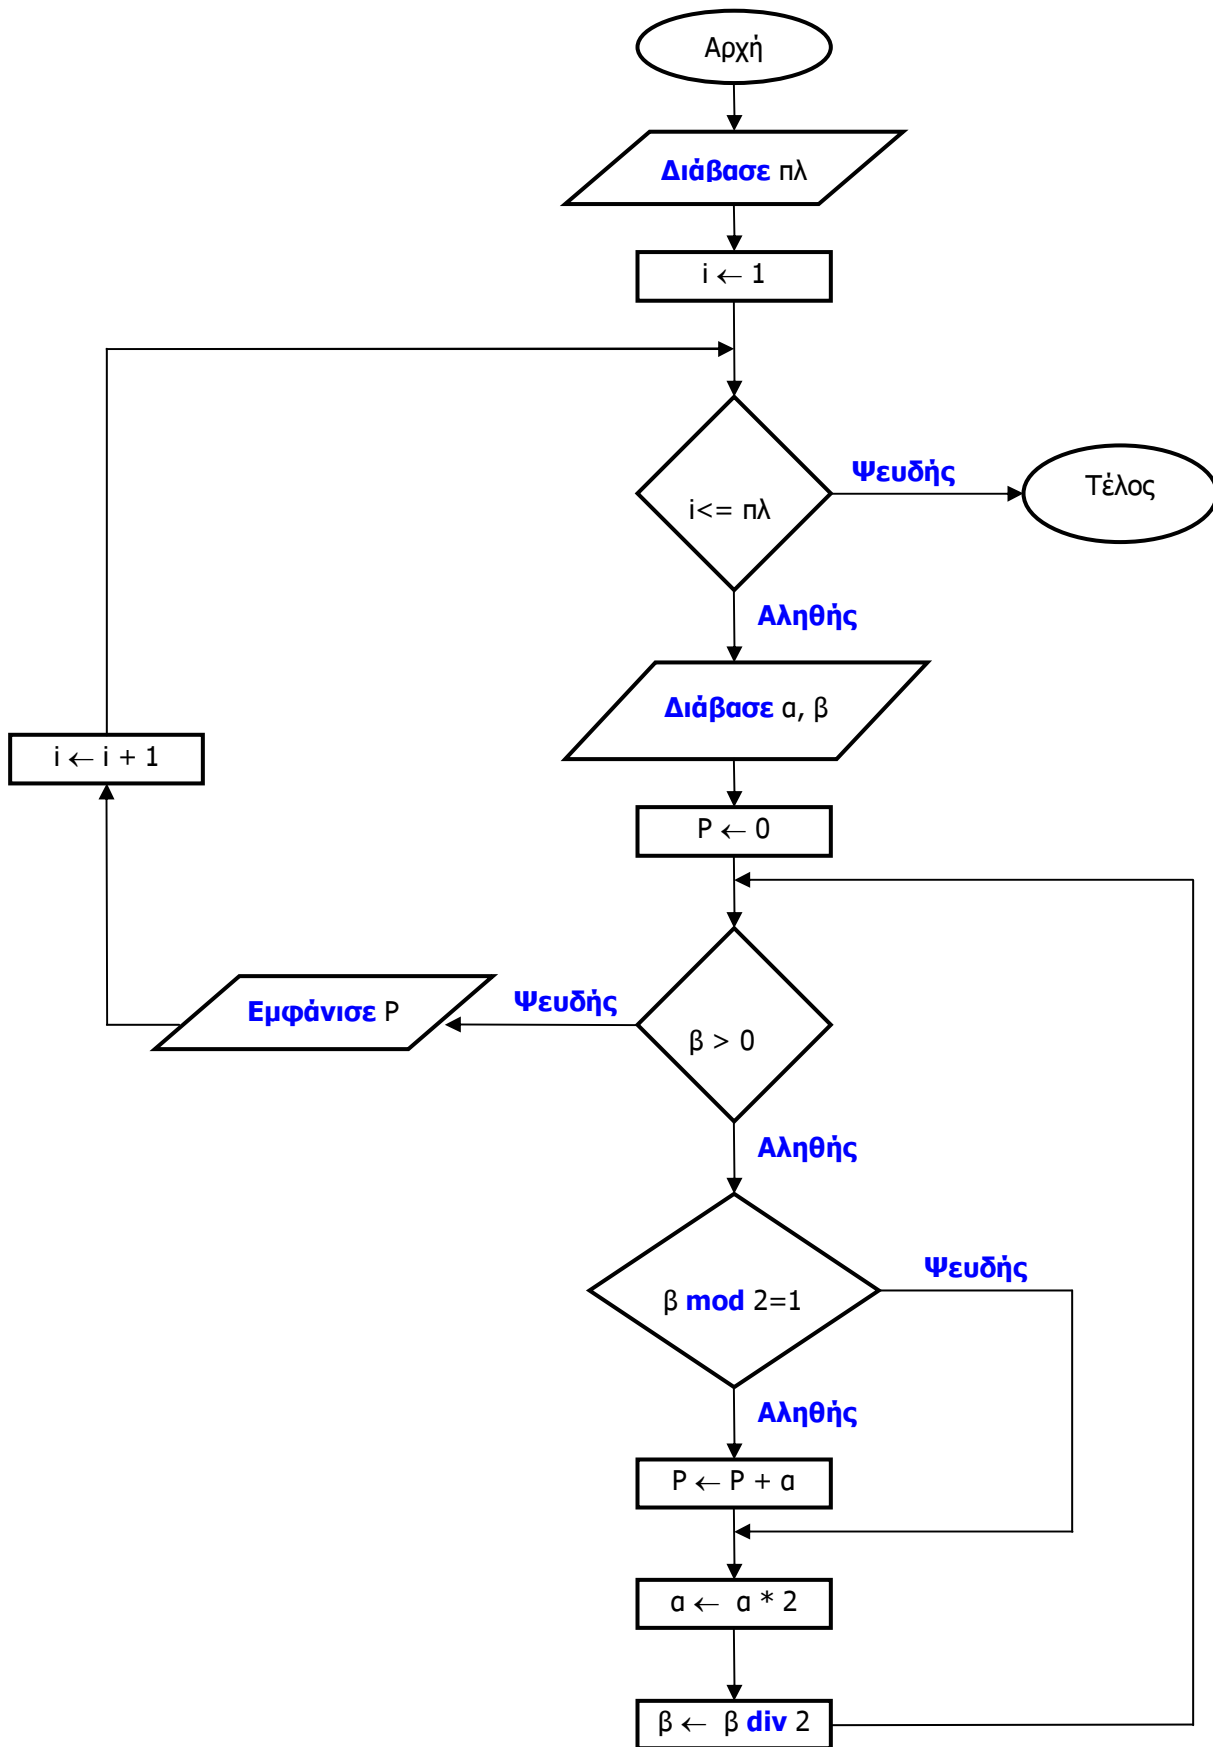 Αρχή
Διάβασε πλ
i ← 1
i<= πλ
Ψευδής
Τέλος
Αληθής
Διάβασε α, β
i ← i + 1
P ← 0
Εμφάνισε P
Ψευδής
β > 0
Αληθής
β mod 2=1
Ψευδής
Αληθής
P ← P + α
α ← α * 2
β ← β div 2